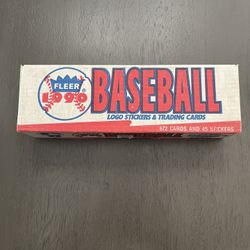 FLEER
1990
BASEBALL
LOGO STICKERS & TRADING CARDS
672 CARDS AND 45 STICKERS